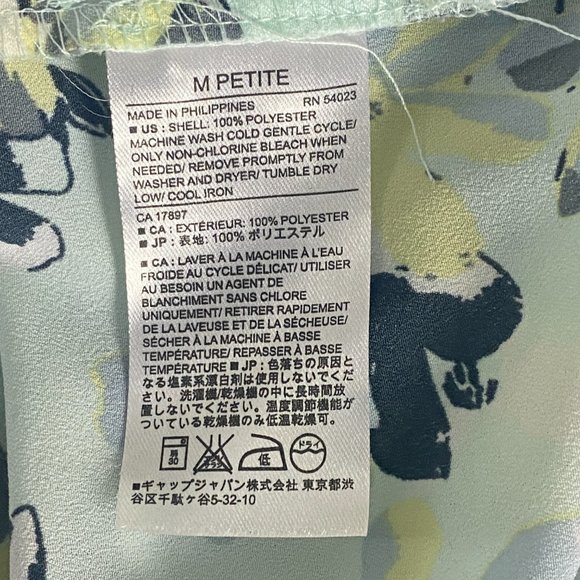 M PETITE
MADE IN PHILIPPINES RN 54023
■ US : SHELL: 100% POLYESTER
MACHINE WASH COLD GENTLE CYCLE/
ONLY NON-CHLORINE BLEACH WHEN
NEEDED/ REMOVE PROMPTLY FROM
WASHER AND DRYER/ TUMBLE DRY
LOW/ COOL IRON
CA 17897
■ CA : EXTÉRIEUR: 100% POLYESTER
■ JP : 表地: 100% ポリエステル
■ CA : LAVER À LA MACHINE À L'EAU
FROIDE AU CYCLE DÉLICAT/ UTILISER
AU BESOIN UN AGENT DE
BLANCHIMENT SANS CHLORE
UNIQUEMENT/ RETIRER RAPIDEMENT
DE LA LAVEUSE ET DE LA SÉCHEUSE/
SÉCHER À LA MACHINE À BASSE
TEMPÉRATURE/ REPASSER À BASSE
TEMPÉRATURE ■ JP : 色落ちの原因と
なる塩素系漂白剤は使用しないでくだ
さい。洗濯機/乾燥機の中に長時間放
置しないでください。温度調節機能が
ついている乾燥機のみ低温乾燥可。
弱 30 低 ドライ
■ギャップジャパン株式会社 東京都渋
谷区千駄ヶ谷5-32-10